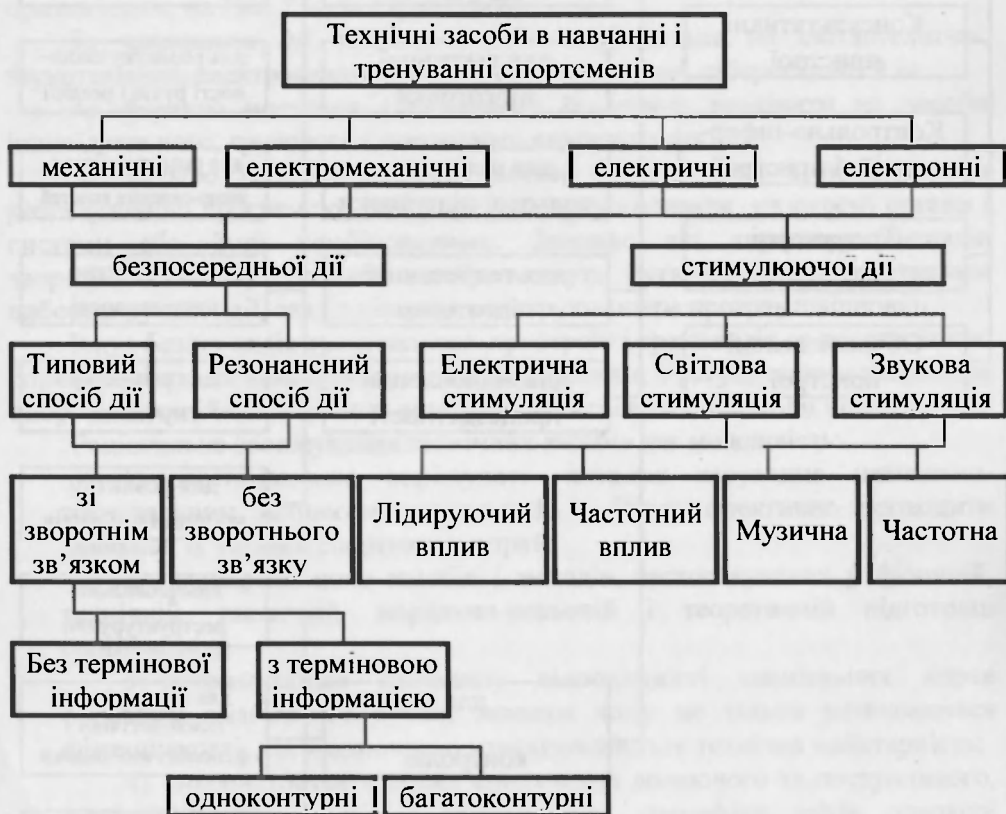 Технічні засоби в навчанні і
тренуванні спортсменів
механічні
електромеханічні
електричні
електронні
безпосередньої дії
стимулюючої дії
Типовий
спосіб дії
Резонансний
спосіб дії
Електрична
стимуляція
Світлова
стимуляція
Звукова
стимуляція
зі
зворотнім
зв’язком
без
зворотнього
зв’язку
Лідируючий
вплив
Частотний
вплив
Музична
Частотна
Без термінової
інформації
з терміновою
інформацією
одноконтурні
багатоконтурні